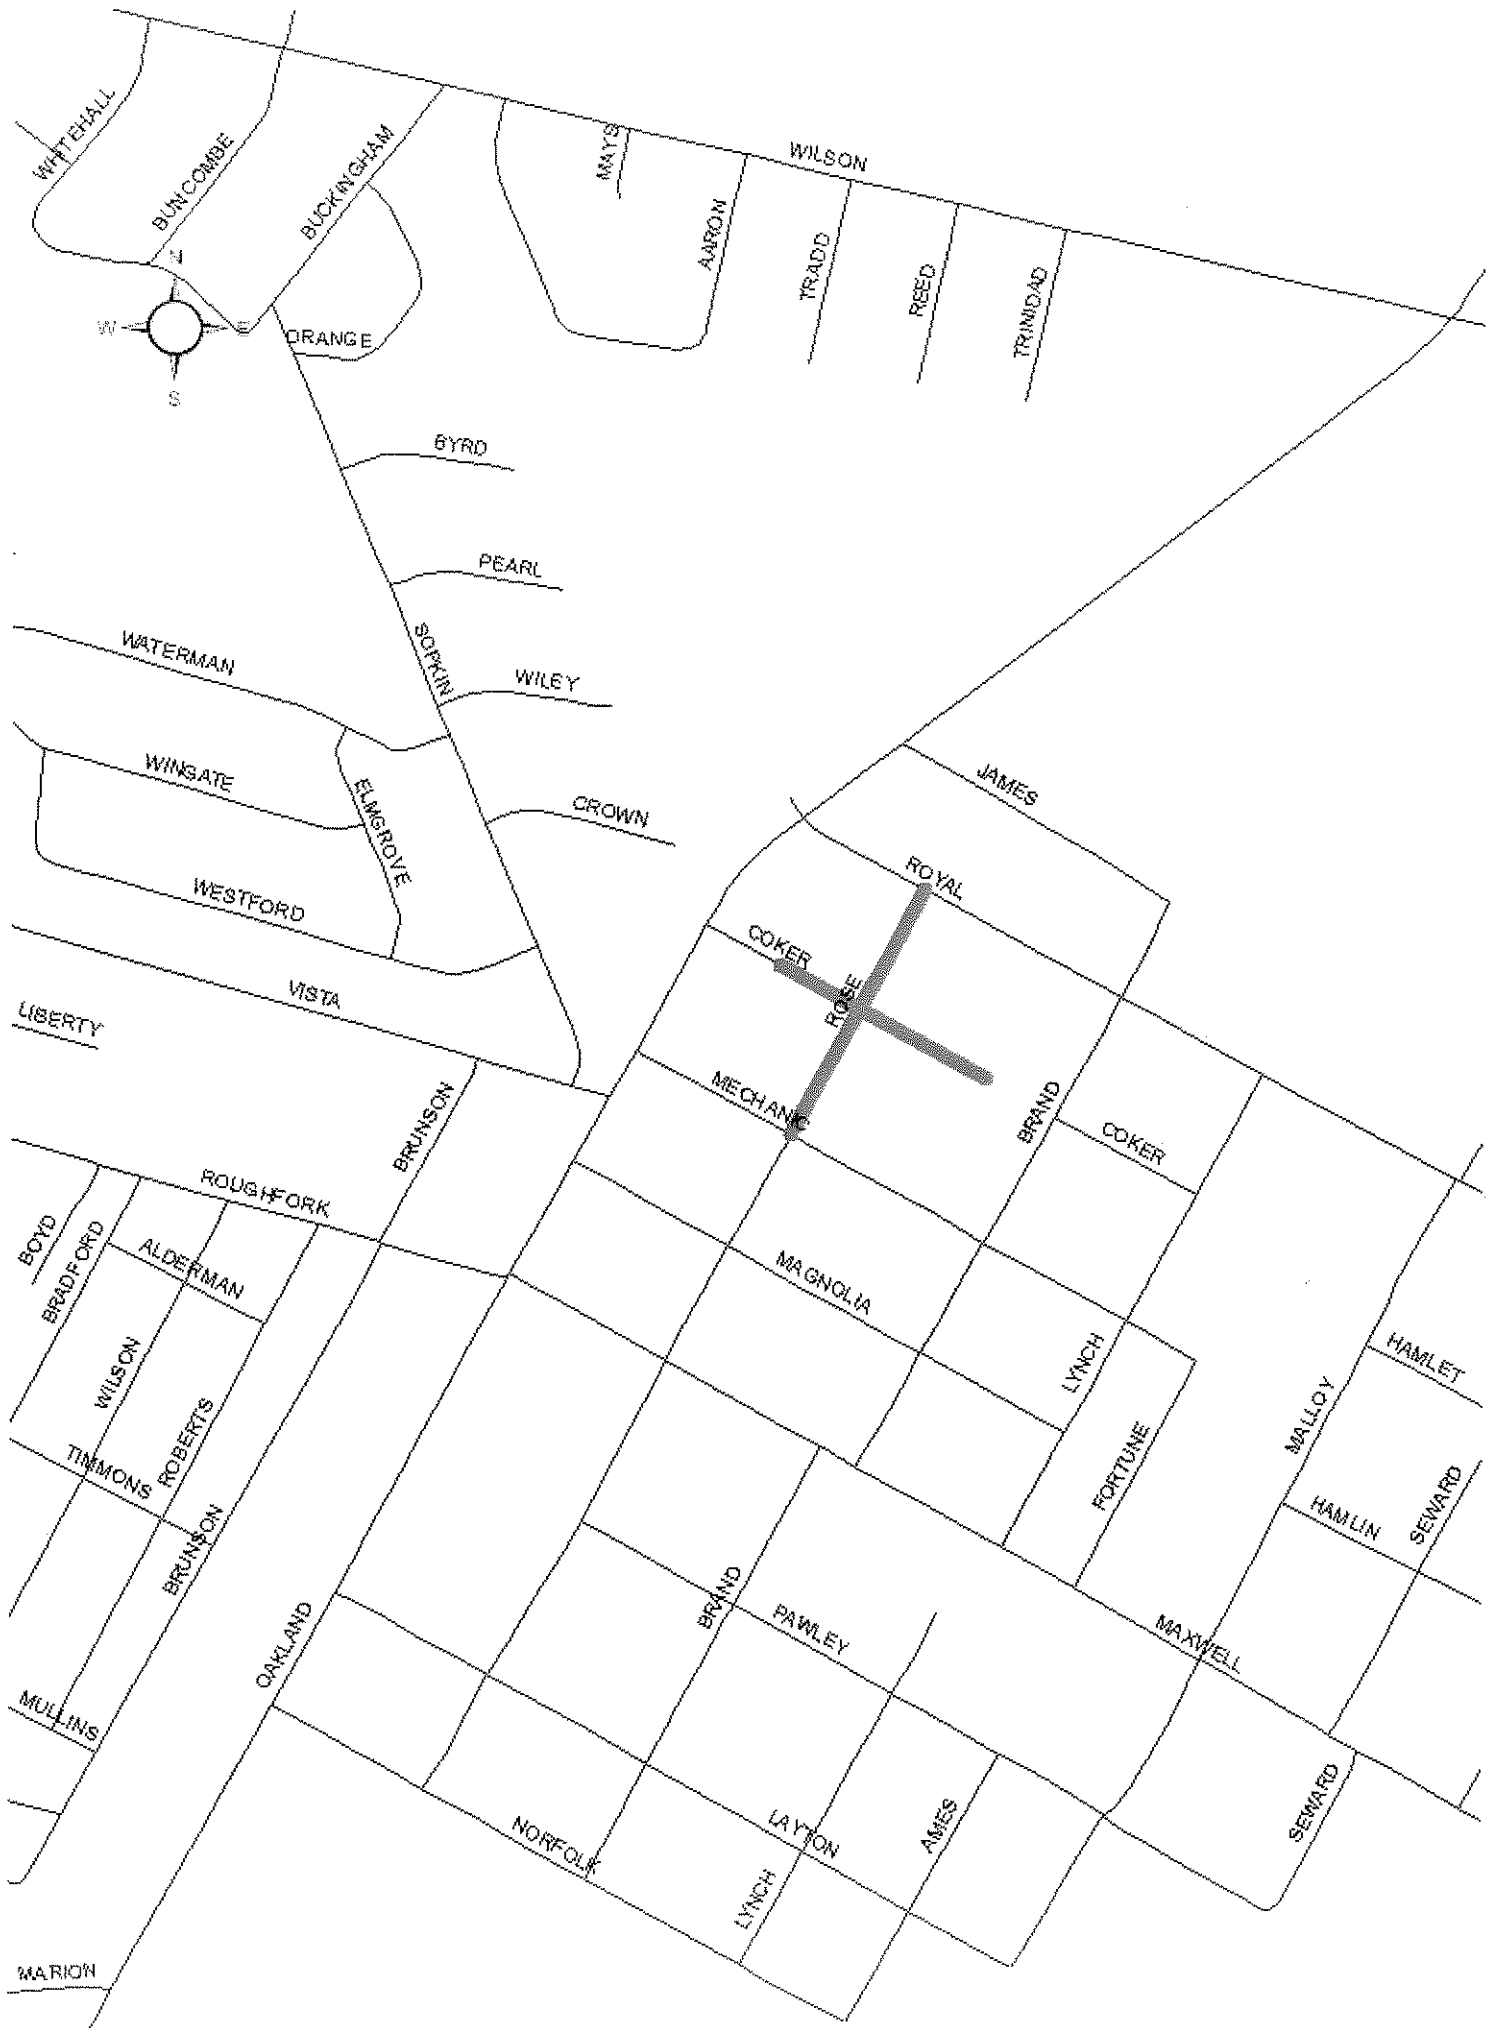 WHITEHALL
BUNCOMBE
BUCKINGHAM
MAYS
WILSON
AARON
TRADD
REED
TRINIDAD
N
W
E
S
ORANGE
BYRD
PEARL
SOPKIN
WATERMAN
WILEY
WINGATE
ELMGROVE
CROWN
JAMES
WESTFORD
ROYAL
COKER
ROSE
VISTA
LIBERTY
MECHANIC
BRUNSON
BRAND
COKER
ROUGHFORK
BOYD
BRADFORD
ALDERMAN
MAGNOLIA
WILSON
LYNCH
HAMLET
MALLOY
ROBERTS
TIMMONS
FORTUNE
HAMLIN
SEWARD
BRUNSON
BRAND
PAWLEY
MAXWELL
OAKLAND
MULLINS
SEWARD
NORFOLK
LAYTON
AMES
LYNCH
MARION